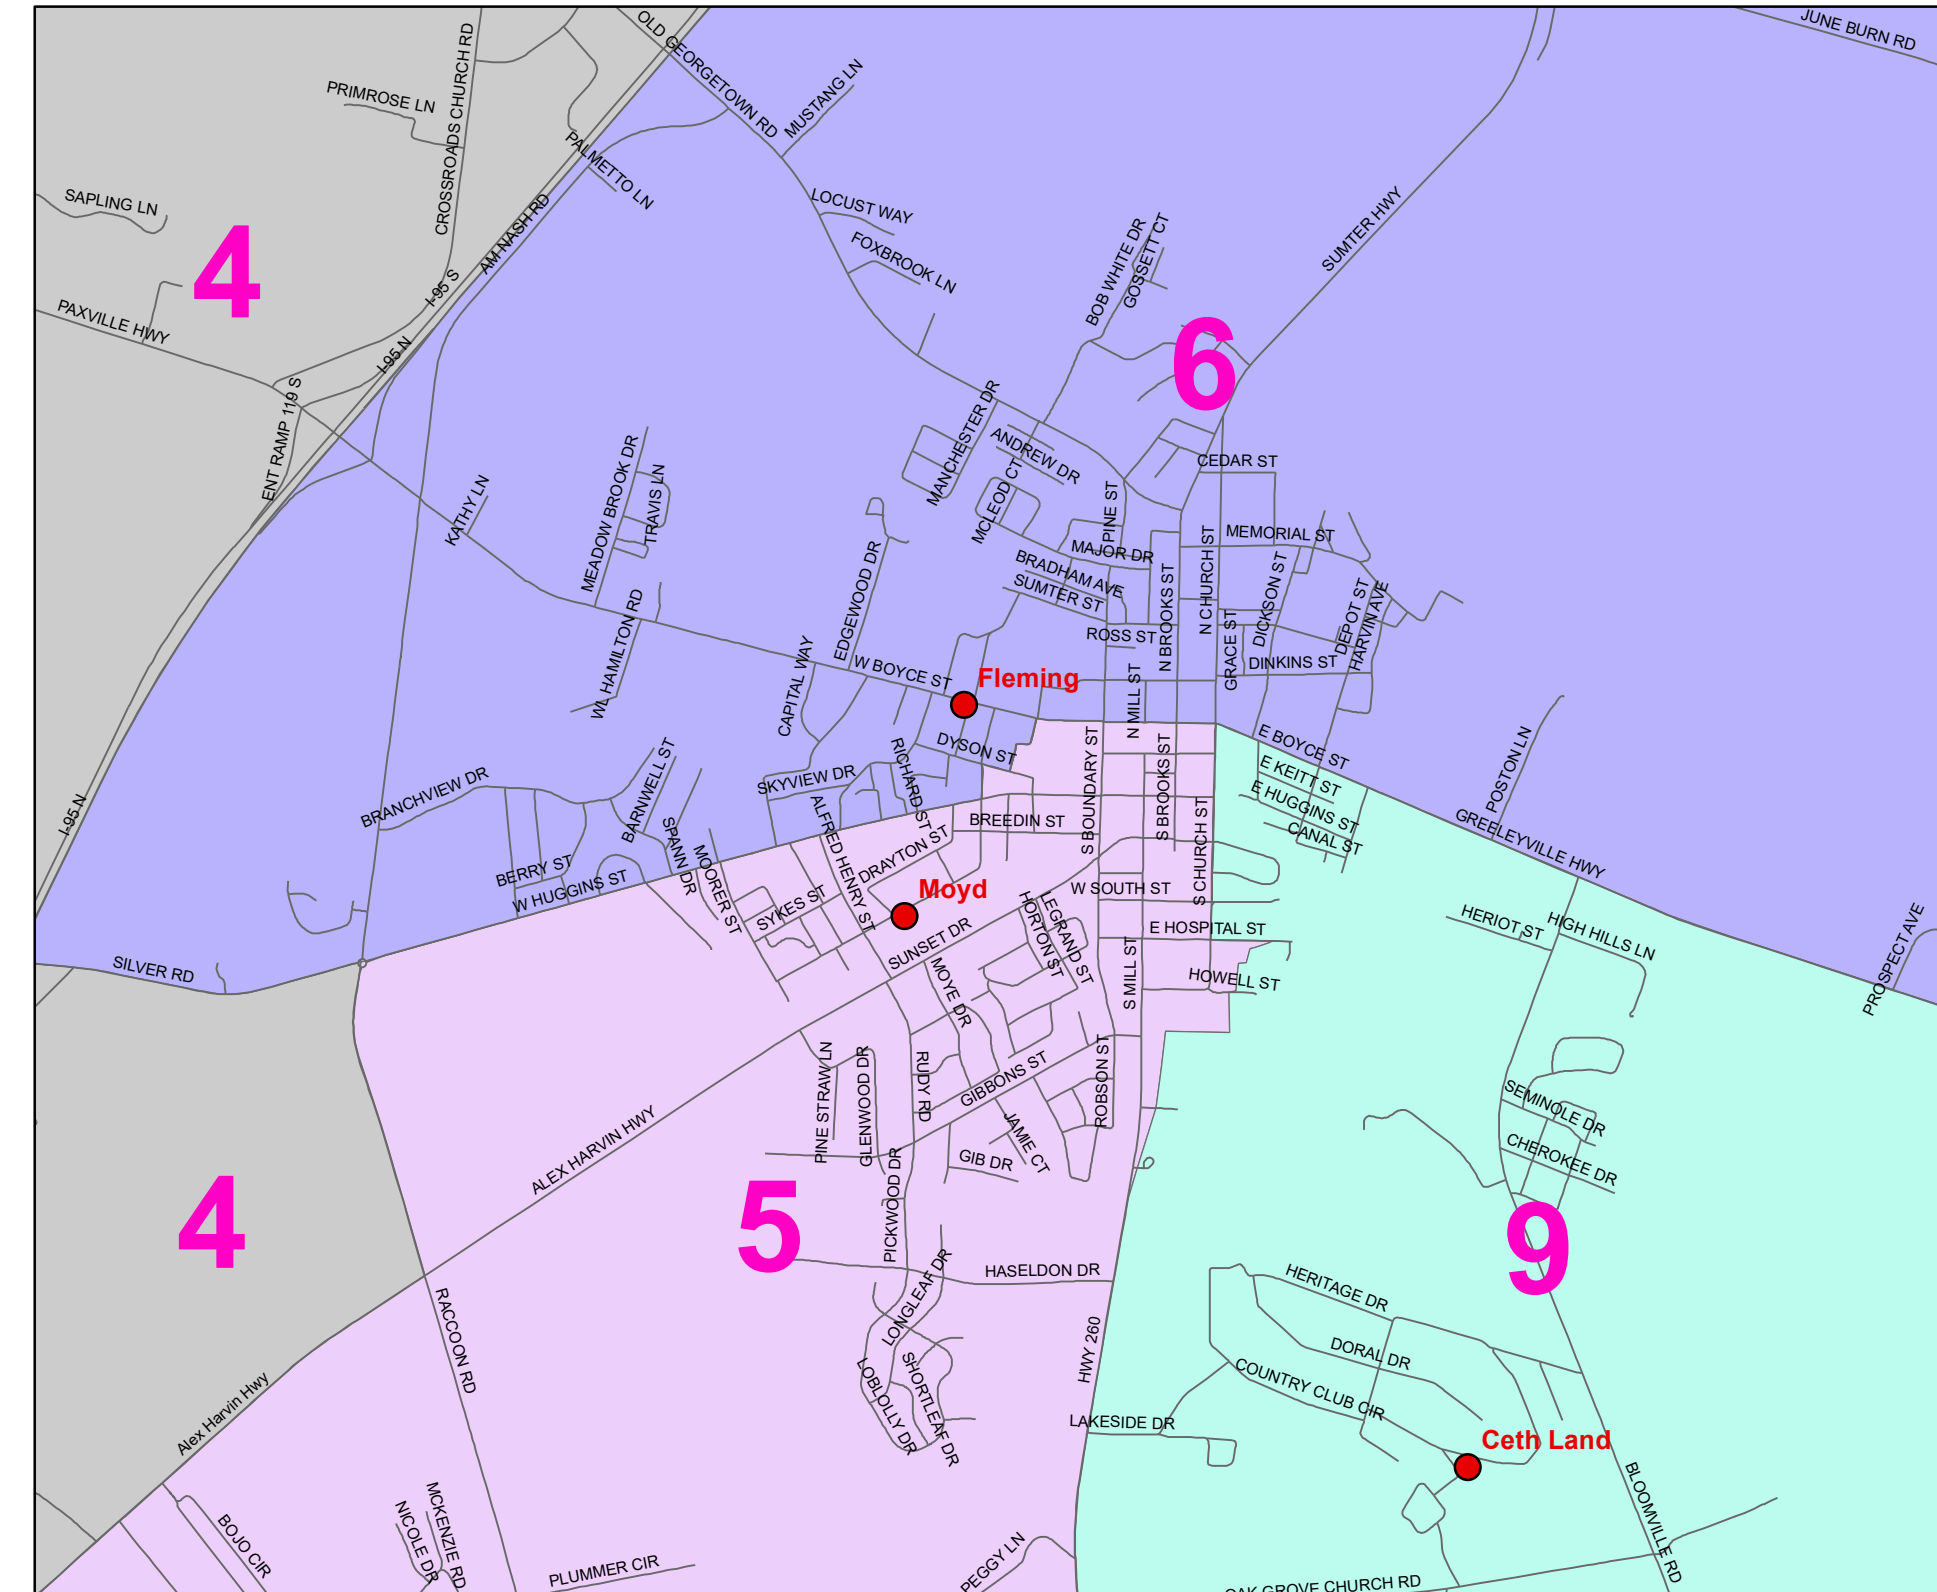 OLD GEORGETOWN RD
JUNE BURN RD
CROSSROADS CHURCH RD
PRIMROSE LN
MUSTANG LN
PALMETTO LN
SAPLING LN
4
AM NASH RD
LOCUST WAY
FOXBROOK LN
BOB WHITE DR
GOSSETT CT
SUMTER HWY
I-95 S
PAXVILLE HWY
I-95 N
6
ENT RAMP 119 S
MANCHESTER DR
ANDREW DR
CEDAR ST
KATHY LN
MEADOW BROOK DR
TRAVIS LN
MCLEOD CT
PINE ST
MEMORIAL ST
MAJOR DR
BRADHAM AVE
SUMTER ST
N BROOKS ST
N CHURCH ST
DICKSON ST
DEPOT ST
HARVIN AVE
EDGEWOOD DR
WL HAMILTON RD
ROSS ST
GRACE ST
DINKINS ST
CAPITAL WAY
W BOYCE ST
Fleming
N MILL ST
DYSON ST
E BOYCE ST
S BOUNDARY ST
S BROOKS ST
POSTON LN
E KEITT ST
E HUGGINS ST
CANAL ST
BRANCHVIEW DR
BARNWELL ST
SKYVIEW DR
RICHARD ST
ALFRED HENRY ST
BREEDIN ST
S CHURCH ST
GREELEYVILLE HWY
I-95 N
SPANN DR
MOORER ST
DRAYTON ST
BERRY ST
W HUGGINS ST
Moyd
W SOUTH ST
SYKES ST
HORTON ST
LEGRAND ST
E HOSPITAL ST
HERIOT ST
HIGH HILLS LN
PROSPECT AVE
SUNSET DR
SILVER RD
MOYE DR
S MILL ST
HOWELL ST
PINE STRAW LN
GLENWOOD DR
RUDY RD
GIBBONS ST
ROBSON ST
SEMINOLE DR
ALEX HARVIN HWY
JAMIE CT
CHEROKEE DR
GIB DR
4
5
PICKWOOD DR
9
HASELDON DR
LONGLEAF DR
HERITAGE DR
RACCOON RD
HWY 260
DORAL DR
LOBLOLLY DR
SHORTLEAF DR
COUNTRY CLUB CIR
Alex Harvin Hwy
LAKESIDE DR
Ceth Land
BLOOMVILLE RD
BOJO CIR
NICOLE DR
MCKENZIE RD
PLUMMER CIR
PEGGY LN
OAK GROVE CHURCH RD